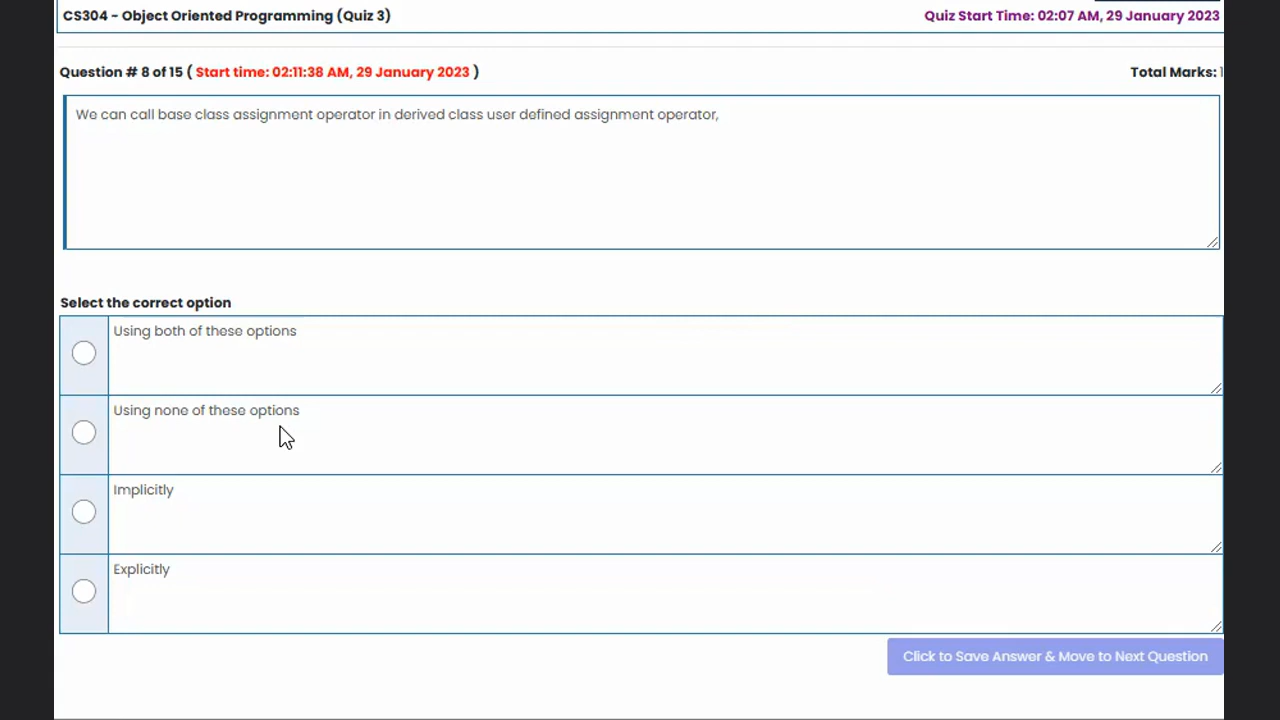 CS304 - Object Oriented Programming (Quiz 3)
Quiz Start Time: 02:07 AM, 29 January 2023
Question # 8 of 15 ( Start time: 02:11:38 AM, 29 January 2023 )
Total Marks: 1
We can call base class assignment operator in derived class user defined assignment operator,
Select the correct option
Using both of these options
Using none of these options
Implicitly
Explicitly
Click to Save Answer & Move to Next Question